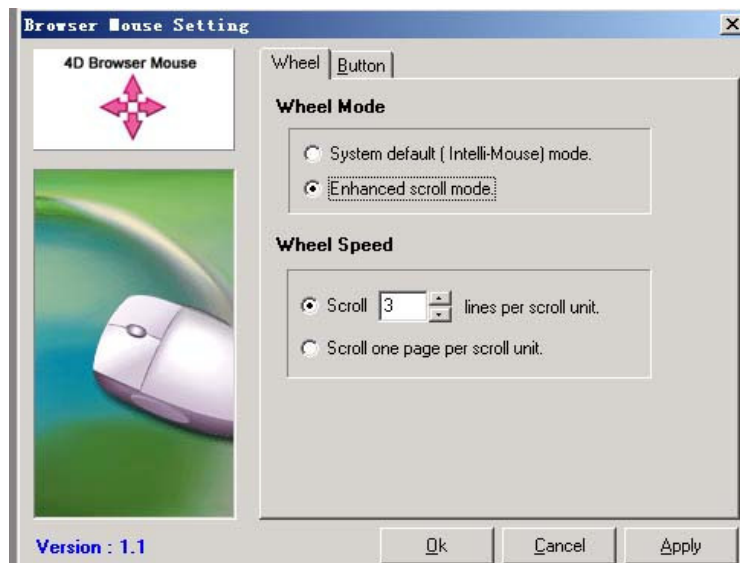 Browser Mouse Setting
4D Browser Mouse
Wheel Button
Wheel Mode
System default ( Intelli-Mouse) mode.
Enhanced scroll mode.
Wheel Speed
Scroll 3 lines per scroll unit.
Scroll one page per scroll unit.
Version : 1.1
Ok Cancel Apply